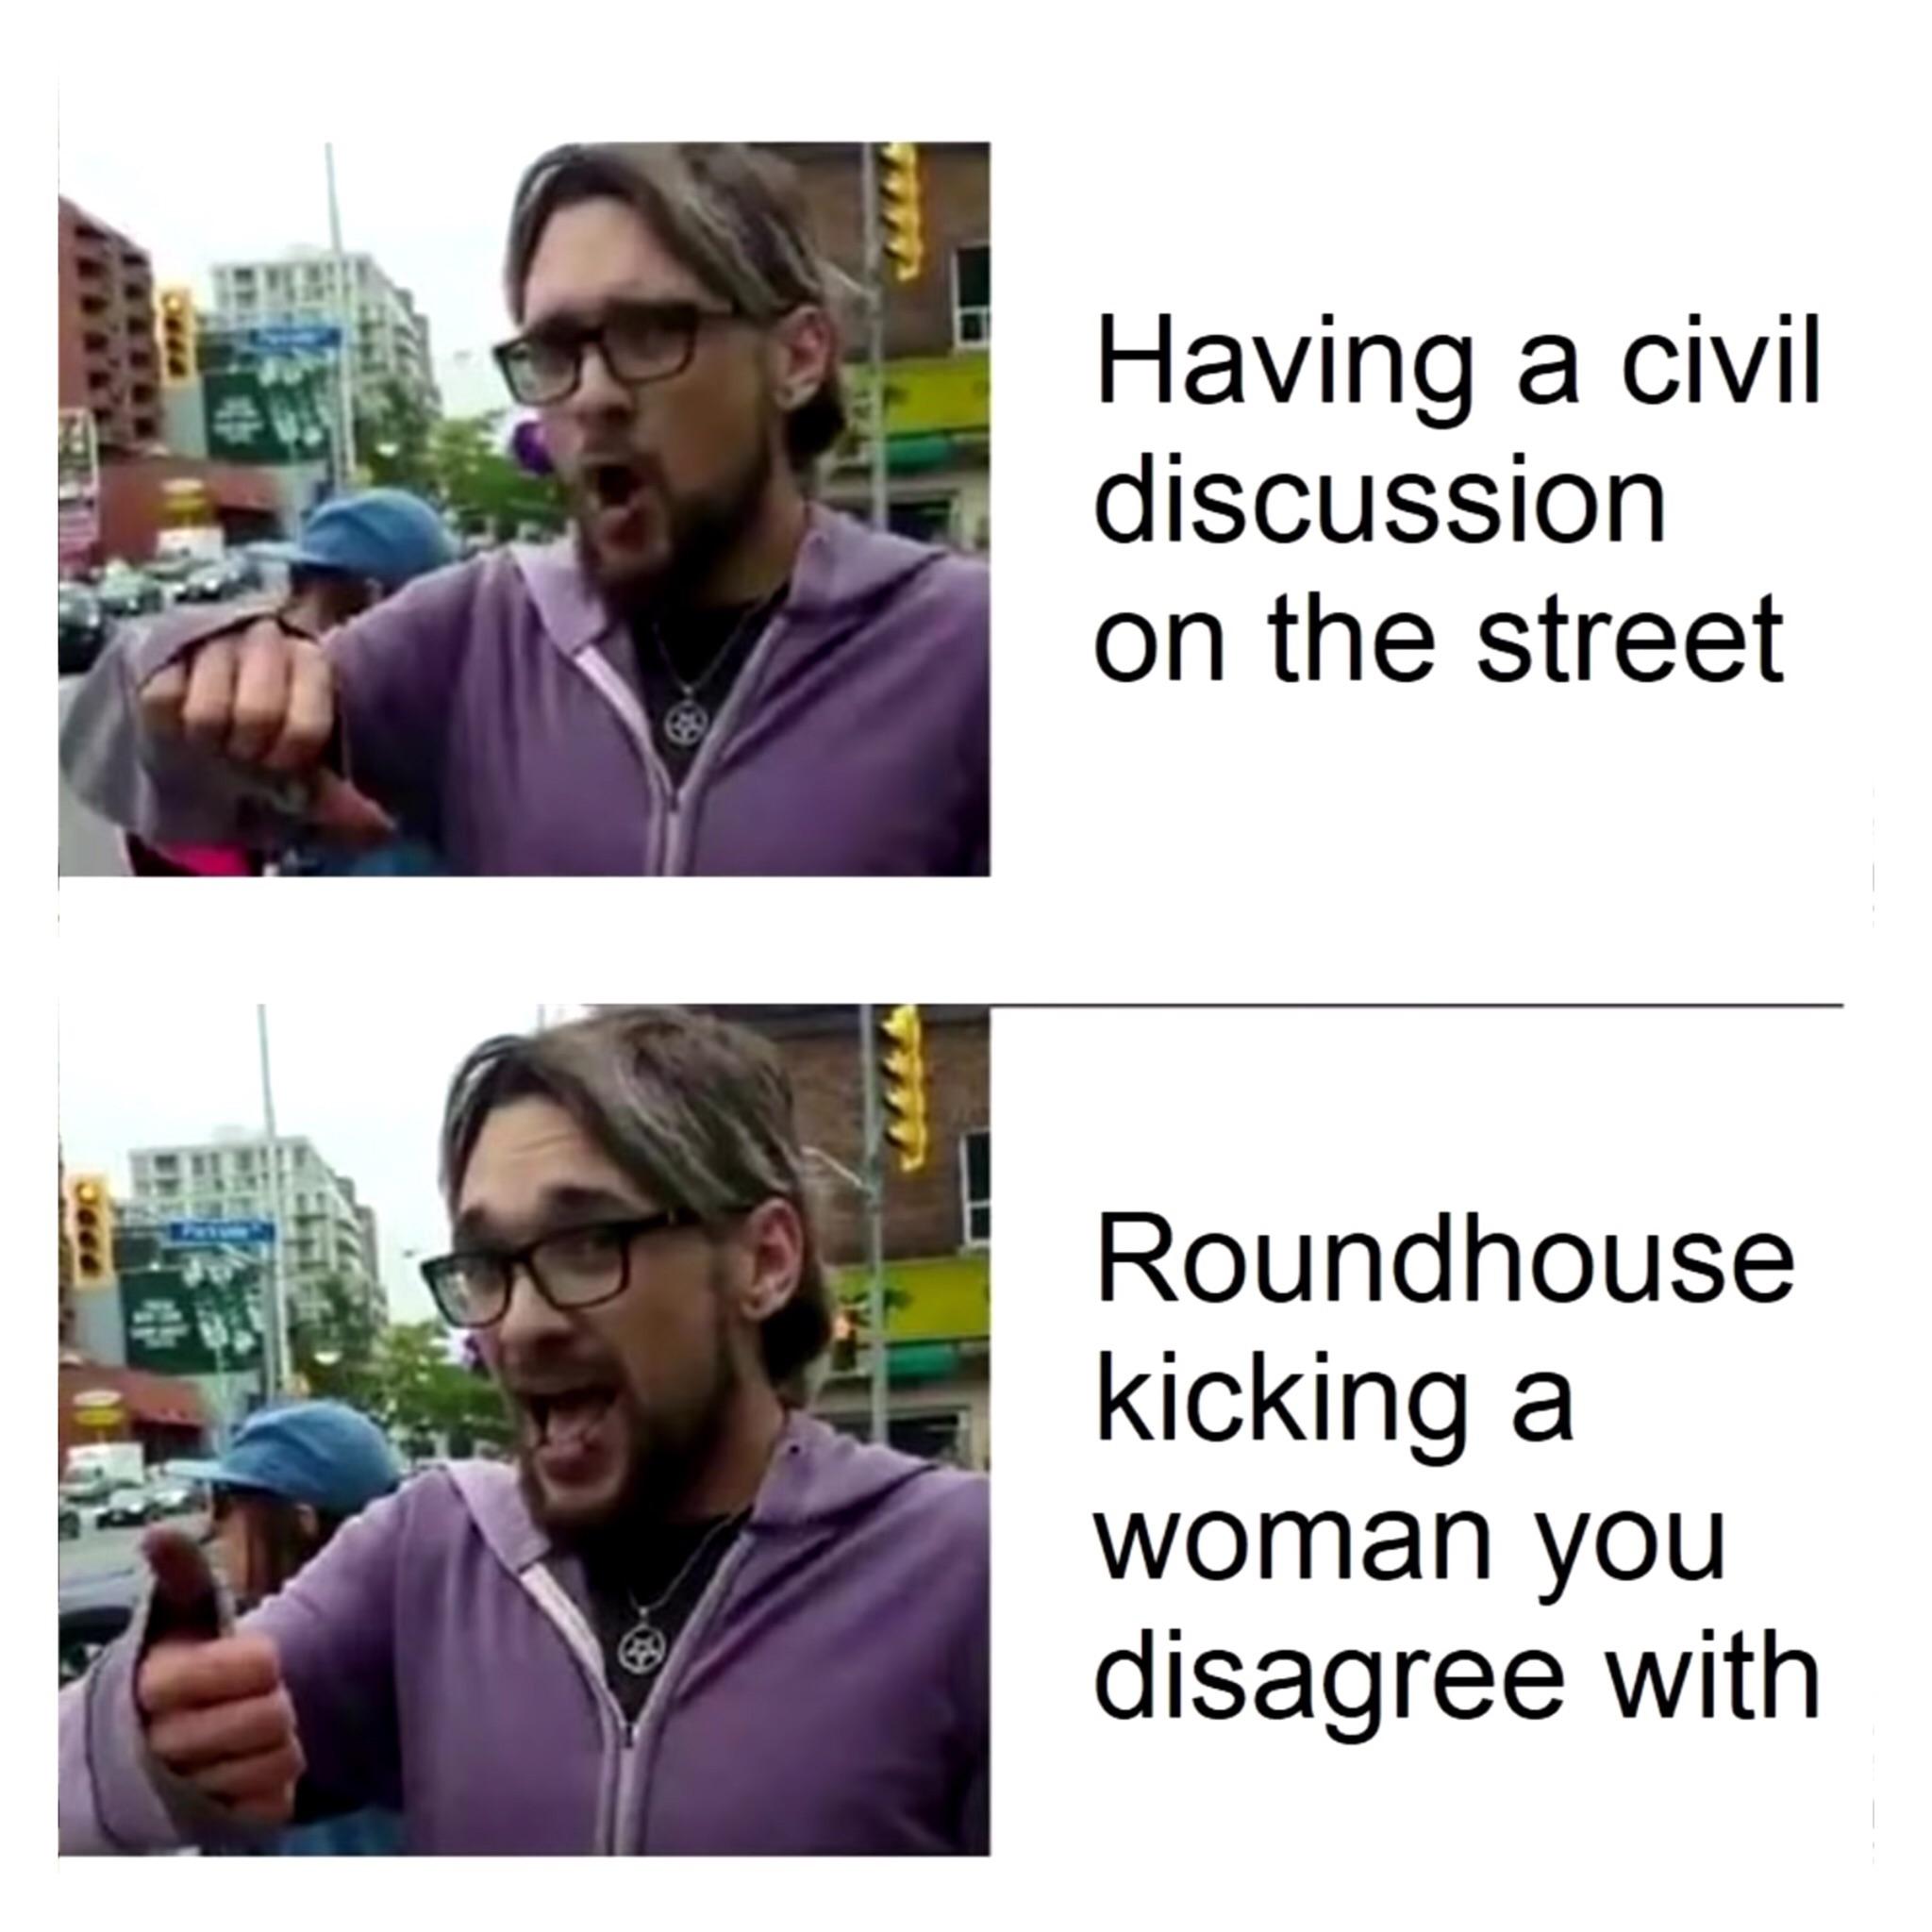 Having a civil
discussion
on the street
Roundhouse
kicking a
woman you
disagree with